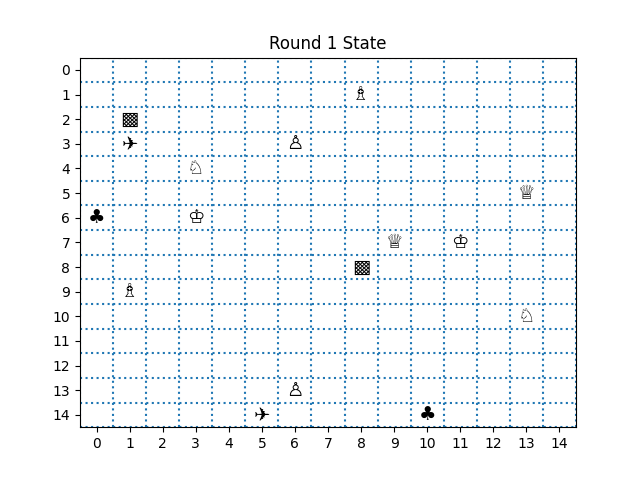 Round 1 State
0
1 ♗
2 ▩
3 ✈ ♙
4 ♘
5 ♕
6 ♣ ♔
7 ♕ ♔
8 ▩
9 ♗
10 ♘
11
12
13 ♙
14 ✈ ♣
0 1 2 3 4 5 6 7 8 9 10 11 12 13 14